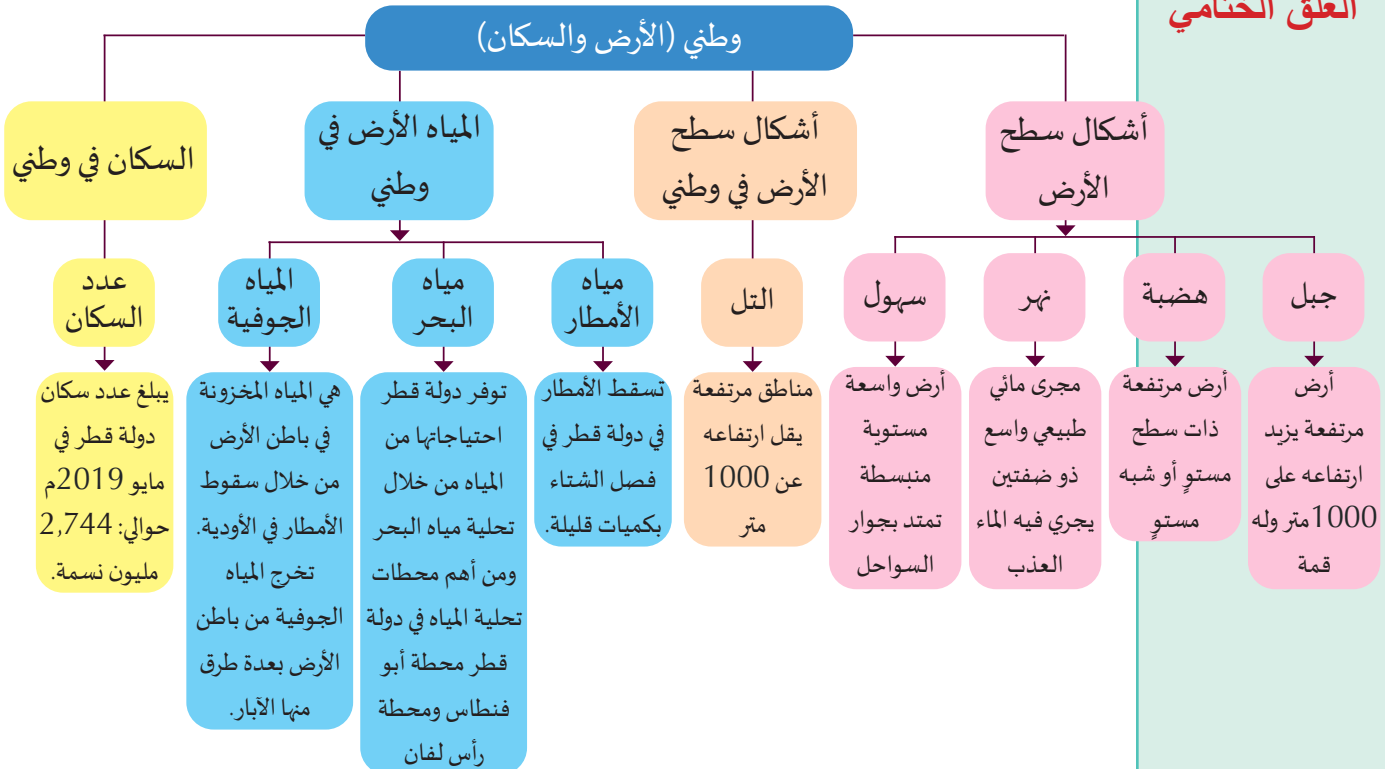 الغلق الختامي
وطني (الأرض والسكان)
أشكال سطح
الأرض
أشكال سطح
الأرض في وطني
المياه الأرض في
وطني
السكان في وطني
جبل
هضبة
نهر
سهول
التل
مياه
الأمطار
مياه
البحر
المياه
الجوفية
عدد
السكان
أرض
مرتفعة يزيد
ارتفاعه على
1000متر وله
قمة
أرض مرتفعة
ذات سطح
مستوٍ أو شبه
مستوٍ
مجرى مائي
طبيعي واسع
ذو ضفتين
يجري فيه الماء
العذب
أرض واسعة
مستوية
منبسطة
تمتد بجوار
السواحل
مناطق مرتفعة
يقل ارتفاعه
عن 1000
متر
تسقط الأمطار
في دولة قطر في
فصل الشتاء
بكميات قليلة.
توفر دولة قطر
احتياجاتها من
المياه من خلال
تحلية مياه البحر
ومن أهم محطات
تحلية المياه في دولة
قطر محطة أبو
فنطاس ومحطة
رأس لفان
هي المياه المخزونة
في باطن الأرض
من خلال سقوط
الأمطار في الأودية.
تخرج المياه
الجوفية من باطن
الأرض بعدة طرق
منها الآبار.
يبلغ عدد سكان
دولة قطر في
مايو 2019م
حوالي: 2,744
مليون نسمة.